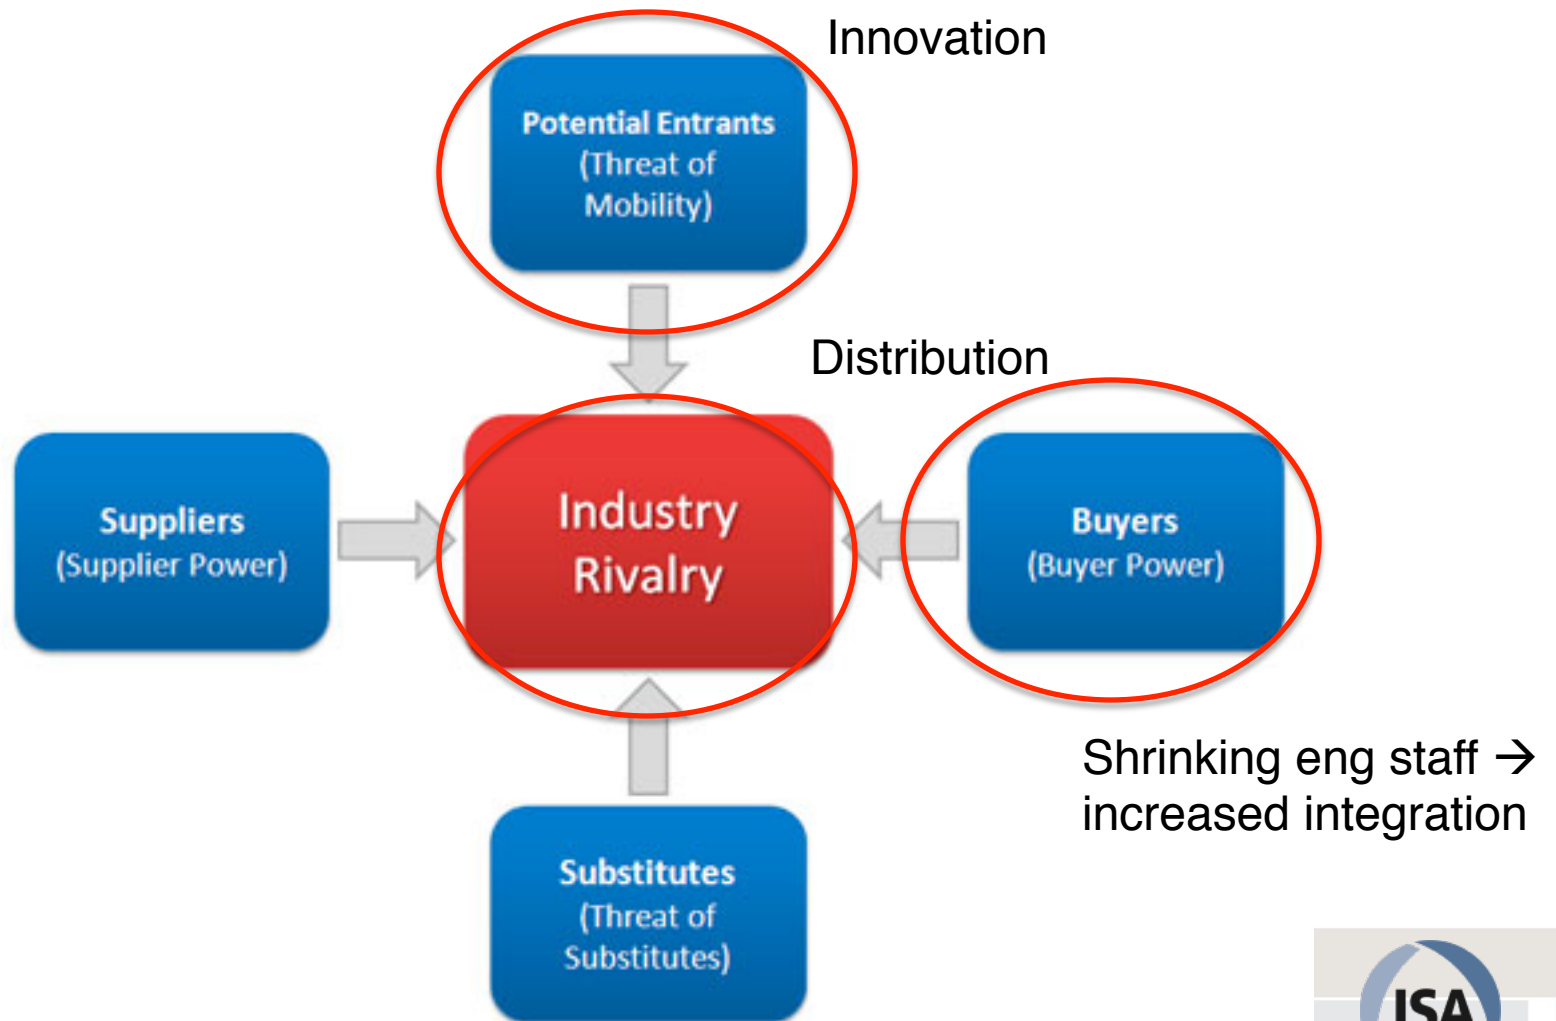 Innovation
Potential Entrants
(Threat of
Mobility)
Distribution
Suppliers
(Supplier Power)
Industry
Rivalry
Buyers
(Buyer Power)
Shrinking eng staff →
increased integration
Substitutes
(Threat of
Substitutes)
ISA